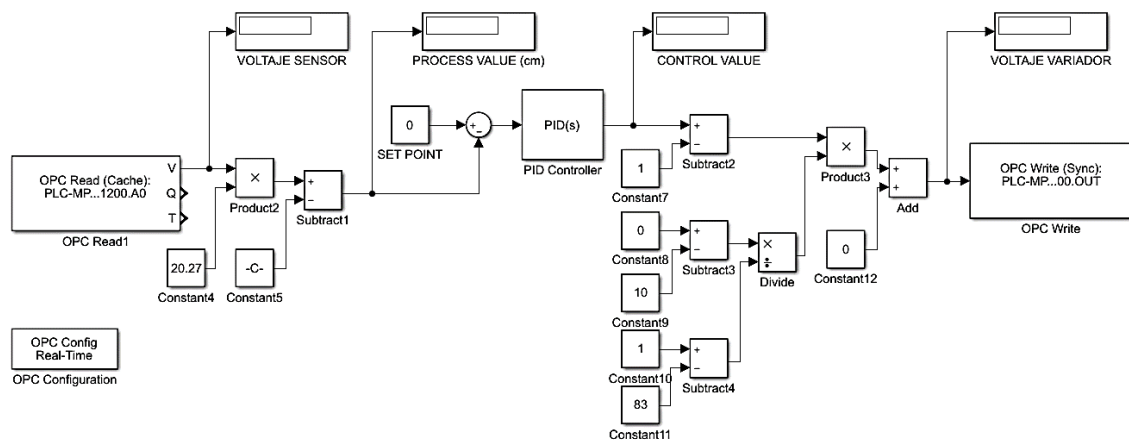 VOLTAJE SENSOR
PROCESS VALUE (cm)
CONTROL VALUE
VOLTAJE VARIADOR
0
SET POINT
+
−
PID(s)
PID Controller
OPC Read (Cache):
PLC-MP...1200.A0
V
Q
T
OPC Read1
×
Product2
+
−
Subtract1
20.27
Constant4
-C-
Constant5
+
−
Subtract2
1
Constant7
×
Product3
+
+
Add
OPC Write (Sync):
PLC-MP...00.OUT
OPC Write
0
Constant8
+
−
Subtract3
×
÷
Divide
0
Constant12
10
Constant9
1
Constant10
+
−
Subtract4
83
Constant11
OPC Config
Real-Time
OPC Configuration